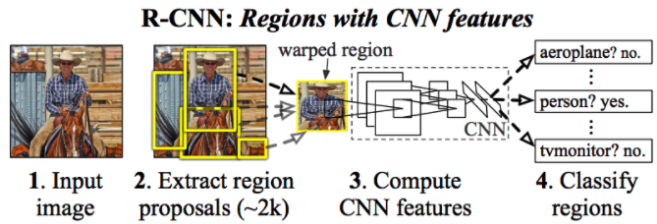 R-CNN: Regions with CNN features
warped region
aeroplane? no.
person? yes.
CNN
tvmonitor? no.
1. Input
image
2. Extract region
proposals (~2k)
3. Compute
CNN features
4. Classify
regions